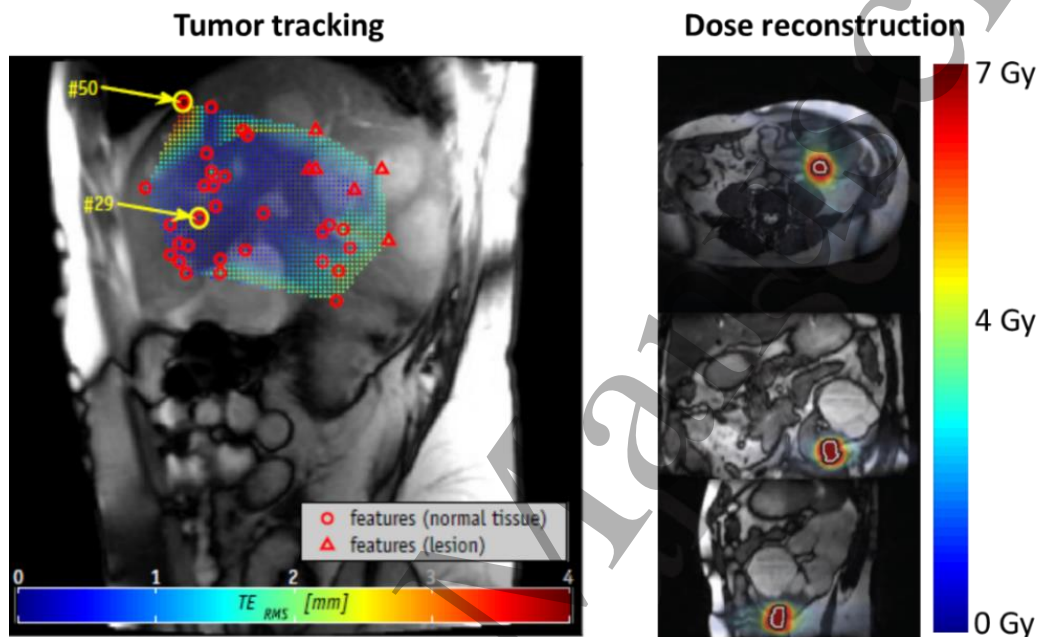 Tumor tracking
Dose reconstruction
#50
#29
features (normal tissue)
features (lesion)
0 1 2 3 4
TE RMS [mm]
7 Gy
4 Gy
0 Gy